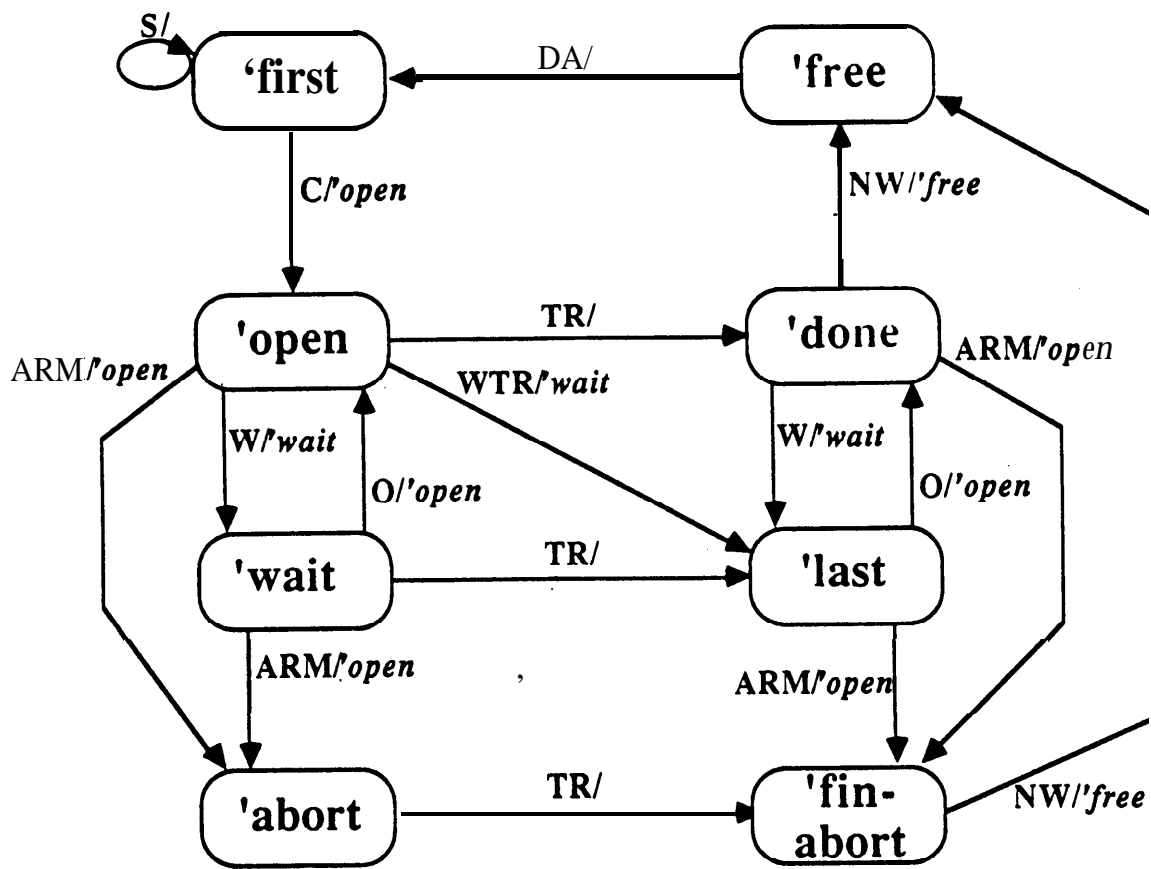 S/
‘first
DA/
'free
C/'open
NW/'free
'open
TR/
'done
ARM/'open
ARM/'open
WTR/'wait
W/'wait
O/'open
W/'wait
O/'open
'wait
TR/
'last
ARM/'open
ARM/'open
'abort
TR/
'fin-
abort
NW/'free